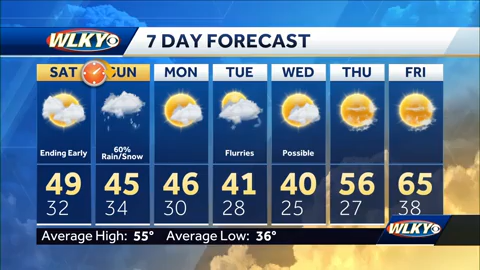 WLKY
7 DAY FORECAST
SAT SUN MON TUE WED THU FRI
Ending Early
60%
Rain/Snow
Flurries
Possible
49 45 46 41 40 56 65
32 34 30 28 25 27 38
WLKY
Average High: 55° Average Low: 36°